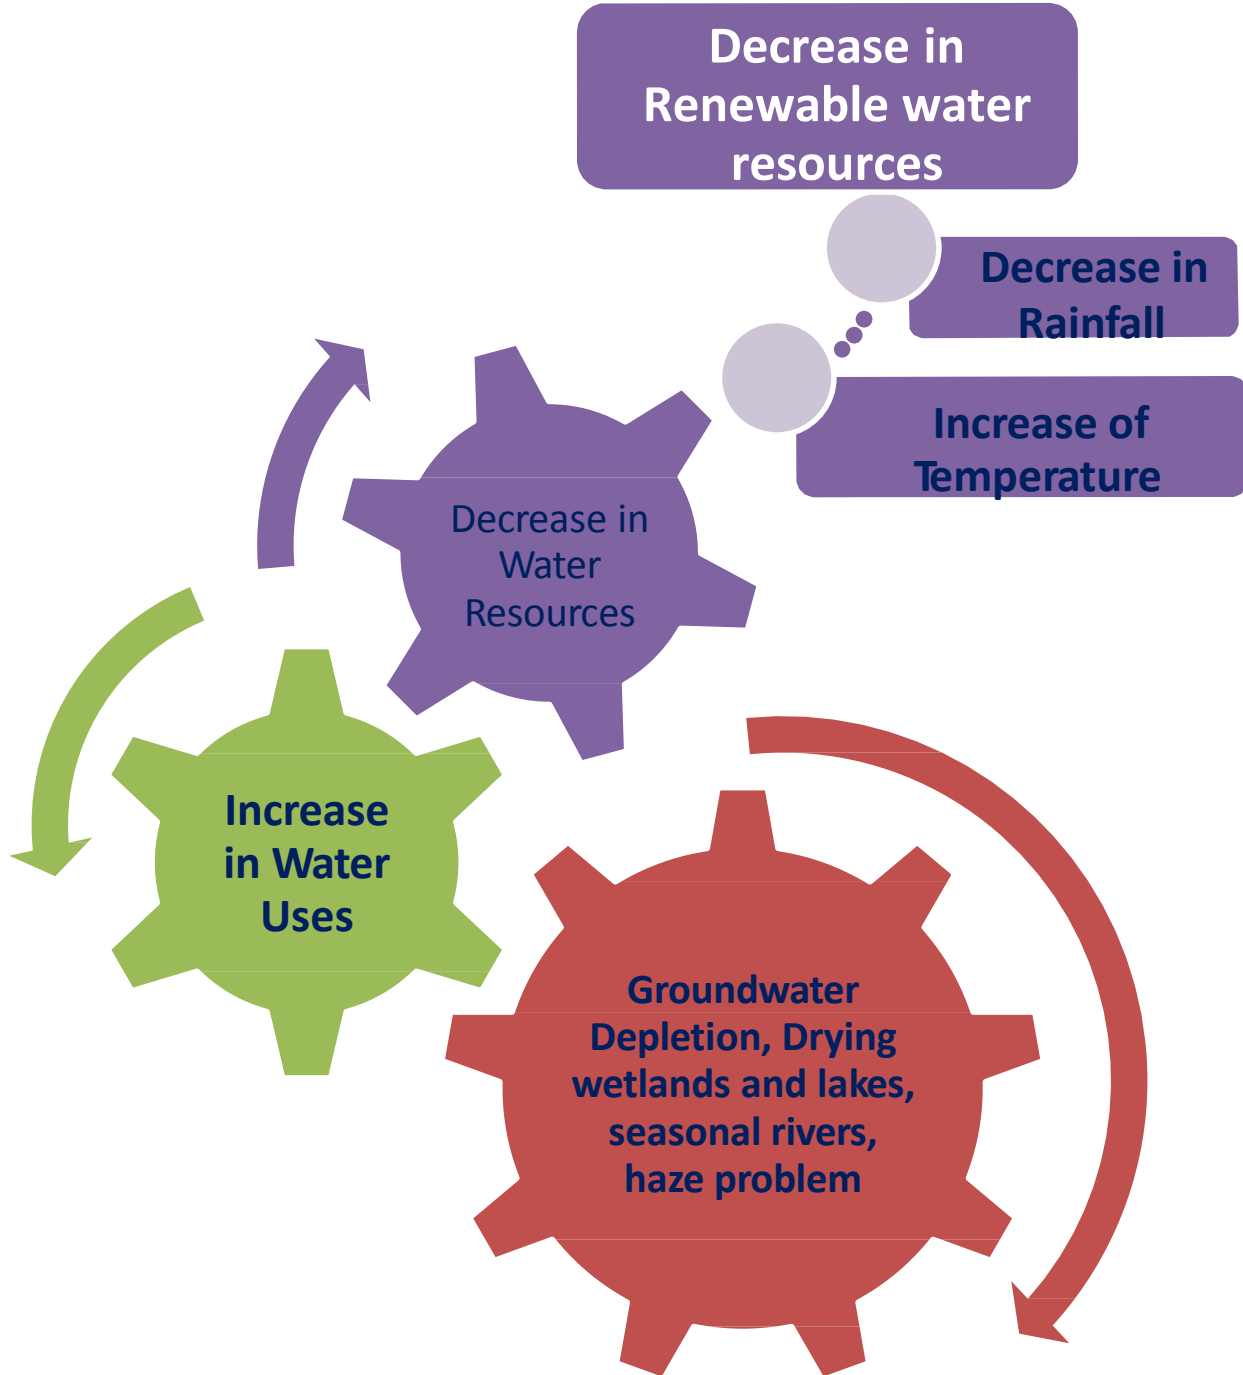 Decrease in
Renewable water
resources
Decrease in
Rainfall
Increase of
Temperature
Decrease in
Water
Resources
Increase
in Water
Uses
Groundwater
Depletion, Drying
wetlands and lakes,
seasonal rivers,
haze problem